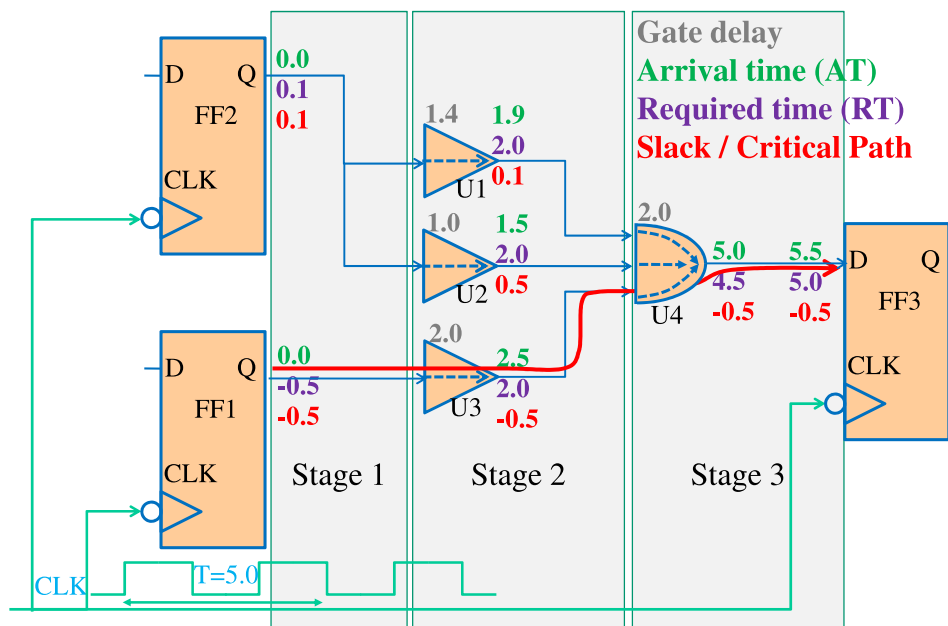 Gate delay
Arrival time (AT)
Required time (RT)
Slack / Critical Path
D
Q
FF2
CLK
0.0
0.1
0.1
1.4
U1
1.9
2.0
0.1
1.0
U2
1.5
2.0
0.5
2.0
U4
5.0
4.5
-0.5
5.5
5.0
-0.5
D
Q
FF3
CLK
D
Q
FF1
CLK
0.0
-0.5
-0.5
2.0
U3
2.5
2.0
-0.5
Stage 1
Stage 2
Stage 3
CLK
T=5.0